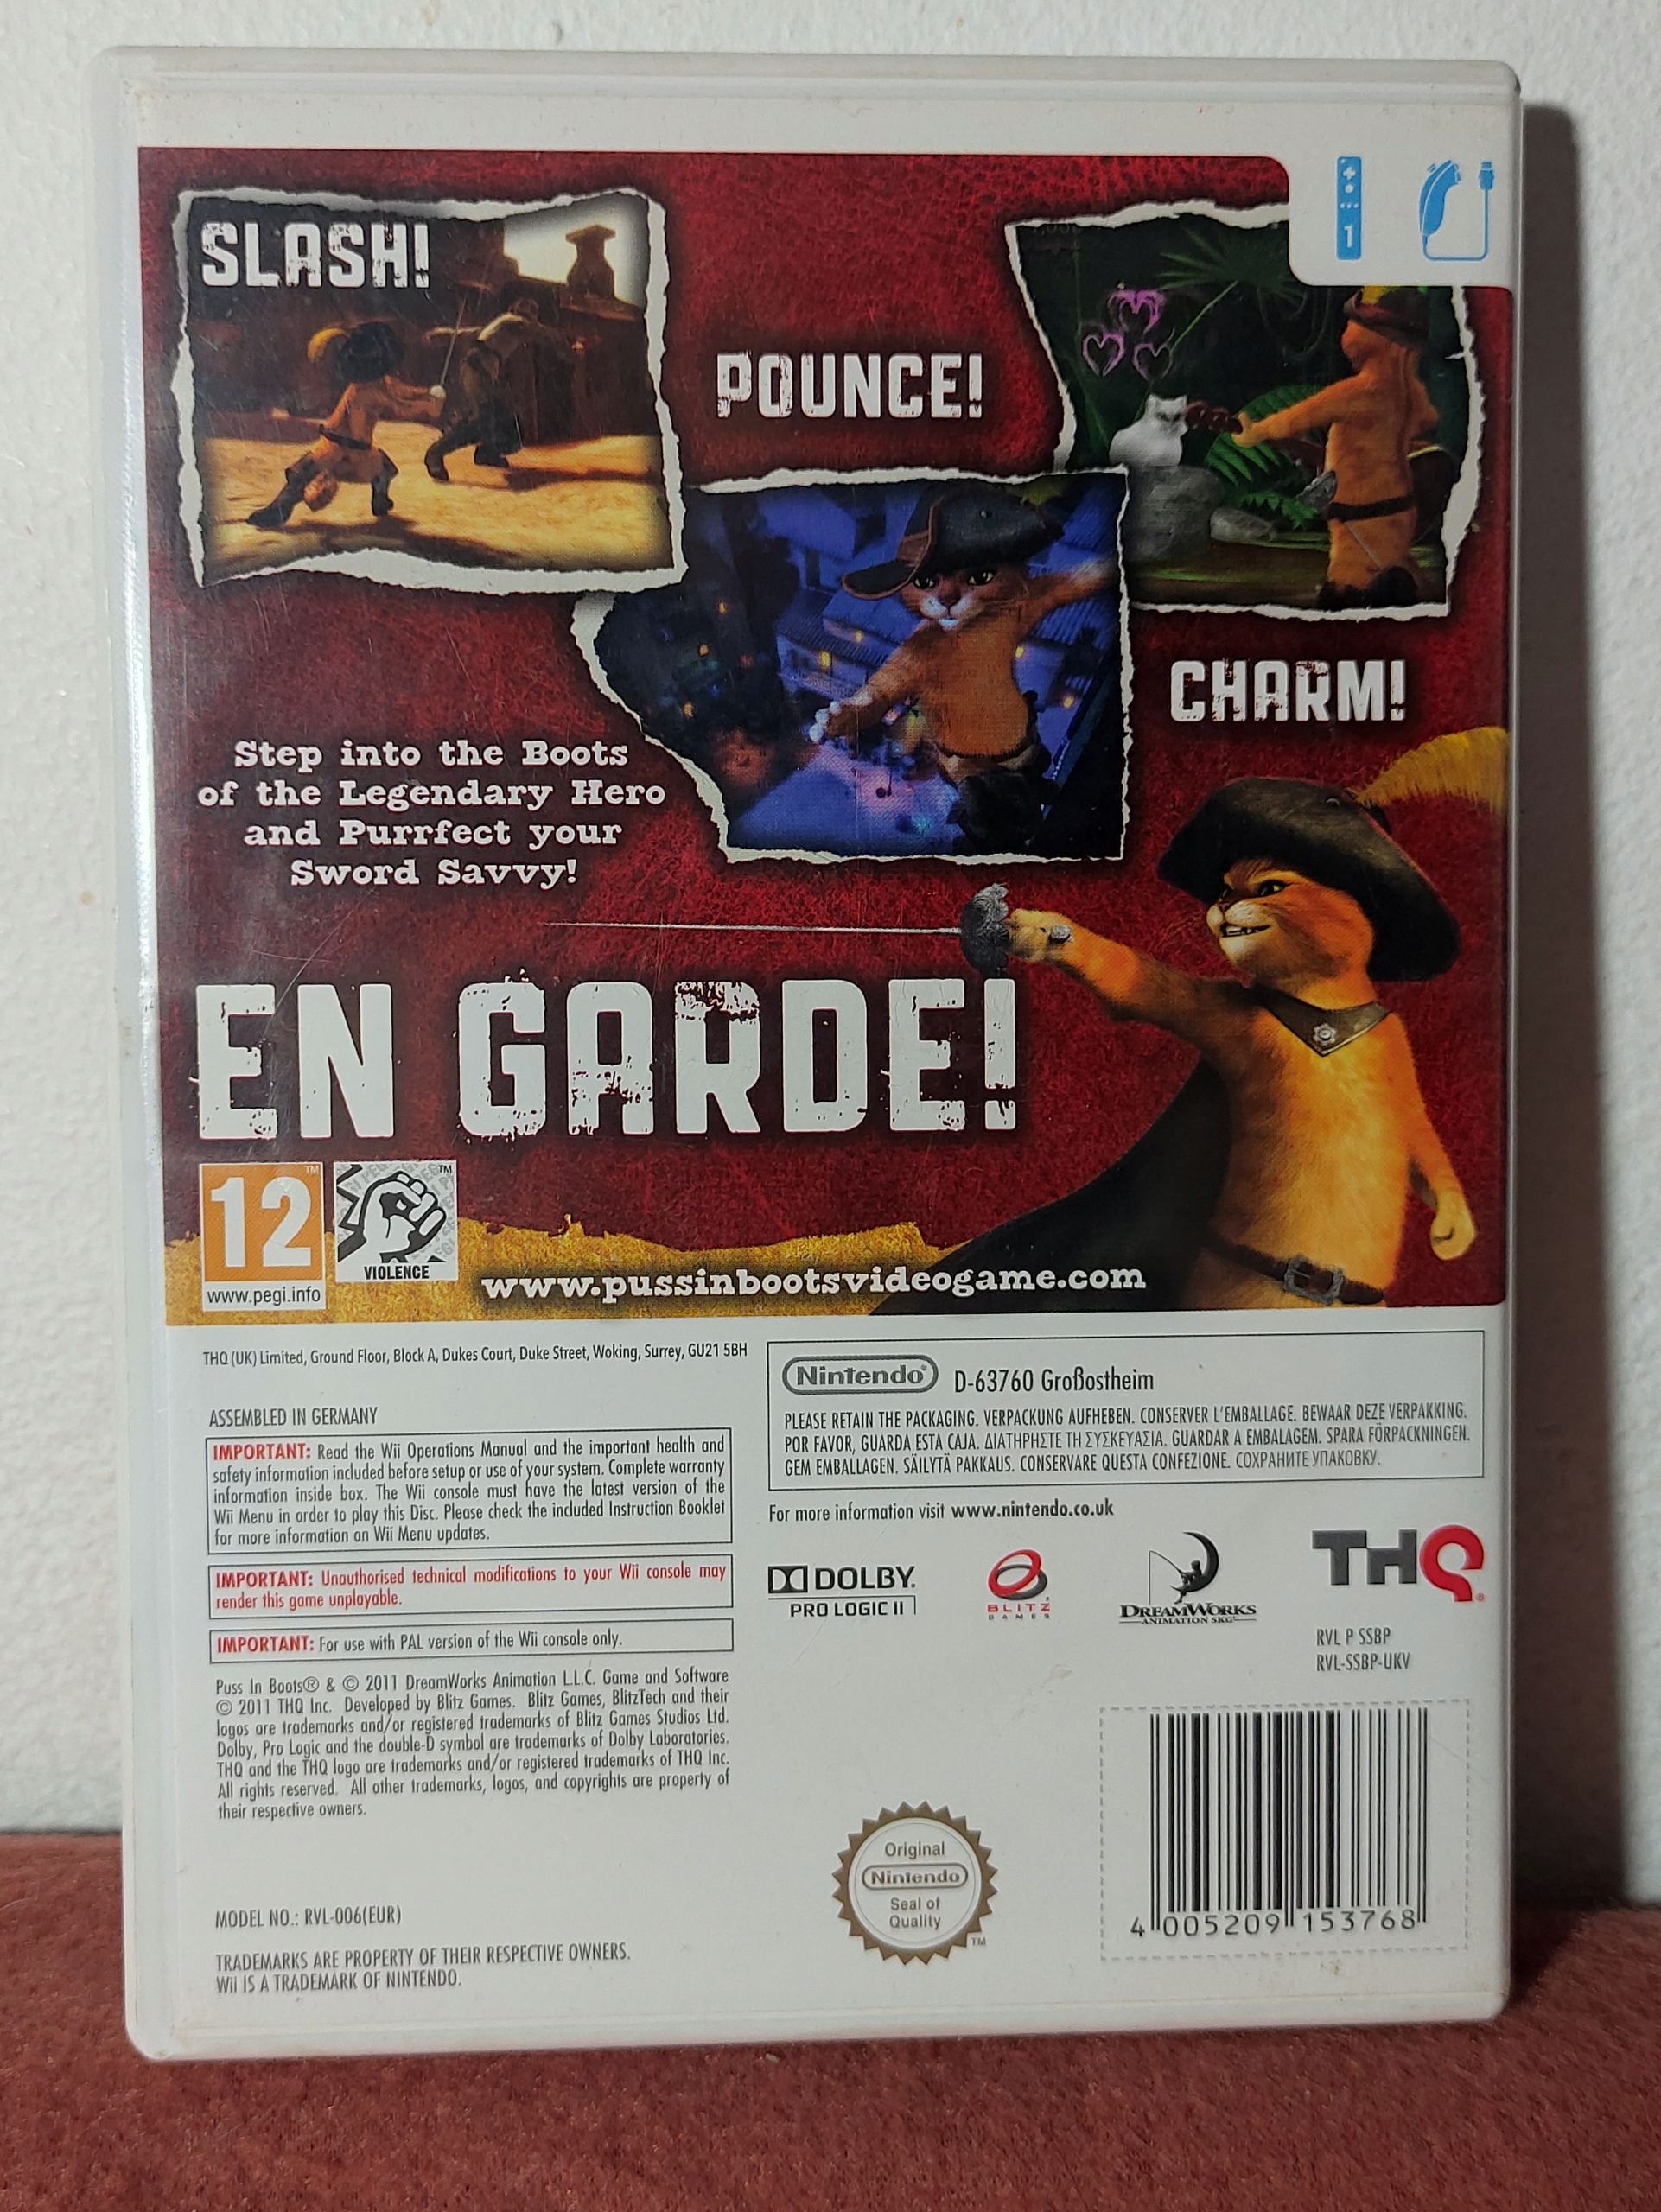 1
SLASH!
POUNCE!
CHARM!
Step into the Boots
of the Legendary Hero
and Purrfect your
Sword Savvy!
EN GARDE!
12™
www.pegi.info
™
VIOLENCE
www.pussinbootsvideogame.com
THQ (UK) Limited, Ground Floor, Block A, Dukes Court, Duke Street, Woking, Surrey, GU21 5BH
ASSEMBLED IN GERMANY
IMPORTANT: Read the Wii Operations Manual and the important health and
safety information included before setup or use of your system. Complete warranty
information inside box. The Wii console must have the latest version of the
Wii Menu in order to play this Disc. Please check the included Instruction Booklet
for more information on Wii Menu updates.
IMPORTANT: Unauthorised technical modifications to your Wii console may
render this game unplayable.
IMPORTANT: For use with PAL version of the Wii console only.
Puss In Boots® & © 2011 DreamWorks Animation L.L.C. Game and Software
© 2011 THQ Inc. Developed by Blitz Games. Blitz Games, BlitzTech and their
logos are trademarks and/or registered trademarks of Blitz Games Studios Ltd.
Dolby, Pro Logic and the double-D symbol are trademarks of Dolby Laboratories.
THQ and the THQ logo are trademarks and/or registered trademarks of THQ Inc.
All rights reserved. All other trademarks, logos, and copyrights are property of
their respective owners.
MODEL NO.: RVL-006(EUR)
TRADEMARKS ARE PROPERTY OF THEIR RESPECTIVE OWNERS.
Wii IS A TRADEMARK OF NINTENDO.
Nintendo® D-63760 Großostheim
PLEASE RETAIN THE PACKAGING. VERPACKUNG AUFHEBEN. CONSERVER L'EMBALLAGE. BEWAAR DEZE VERPAKKING.
POR FAVOR, GUARDA ESTA CAJA. ΔΙΑΤΗΡΗΣΤΕ ΤΗ ΣΥΣΚΕΥΑΣΙΑ. GUARDAR A EMBALAGEM. SPARA FÖRPACKNINGEN.
GEM EMBALLAGEN. SÄILYTÄ PAKKAUS. CONSERVARE QUESTA CONFEZIONE. СОХРАНИТЕ УПАКОВКУ.
For more information visit www.nintendo.co.uk
DOLBY.
PRO LOGIC II
BLITZ
GAMES
DREAMWORKS
ANIMATION SKG
THQ®
RVL P SSBP
RVL-SSBP-UKV
Original
Nintendo
Seal of
Quality
™
4 005209 153768